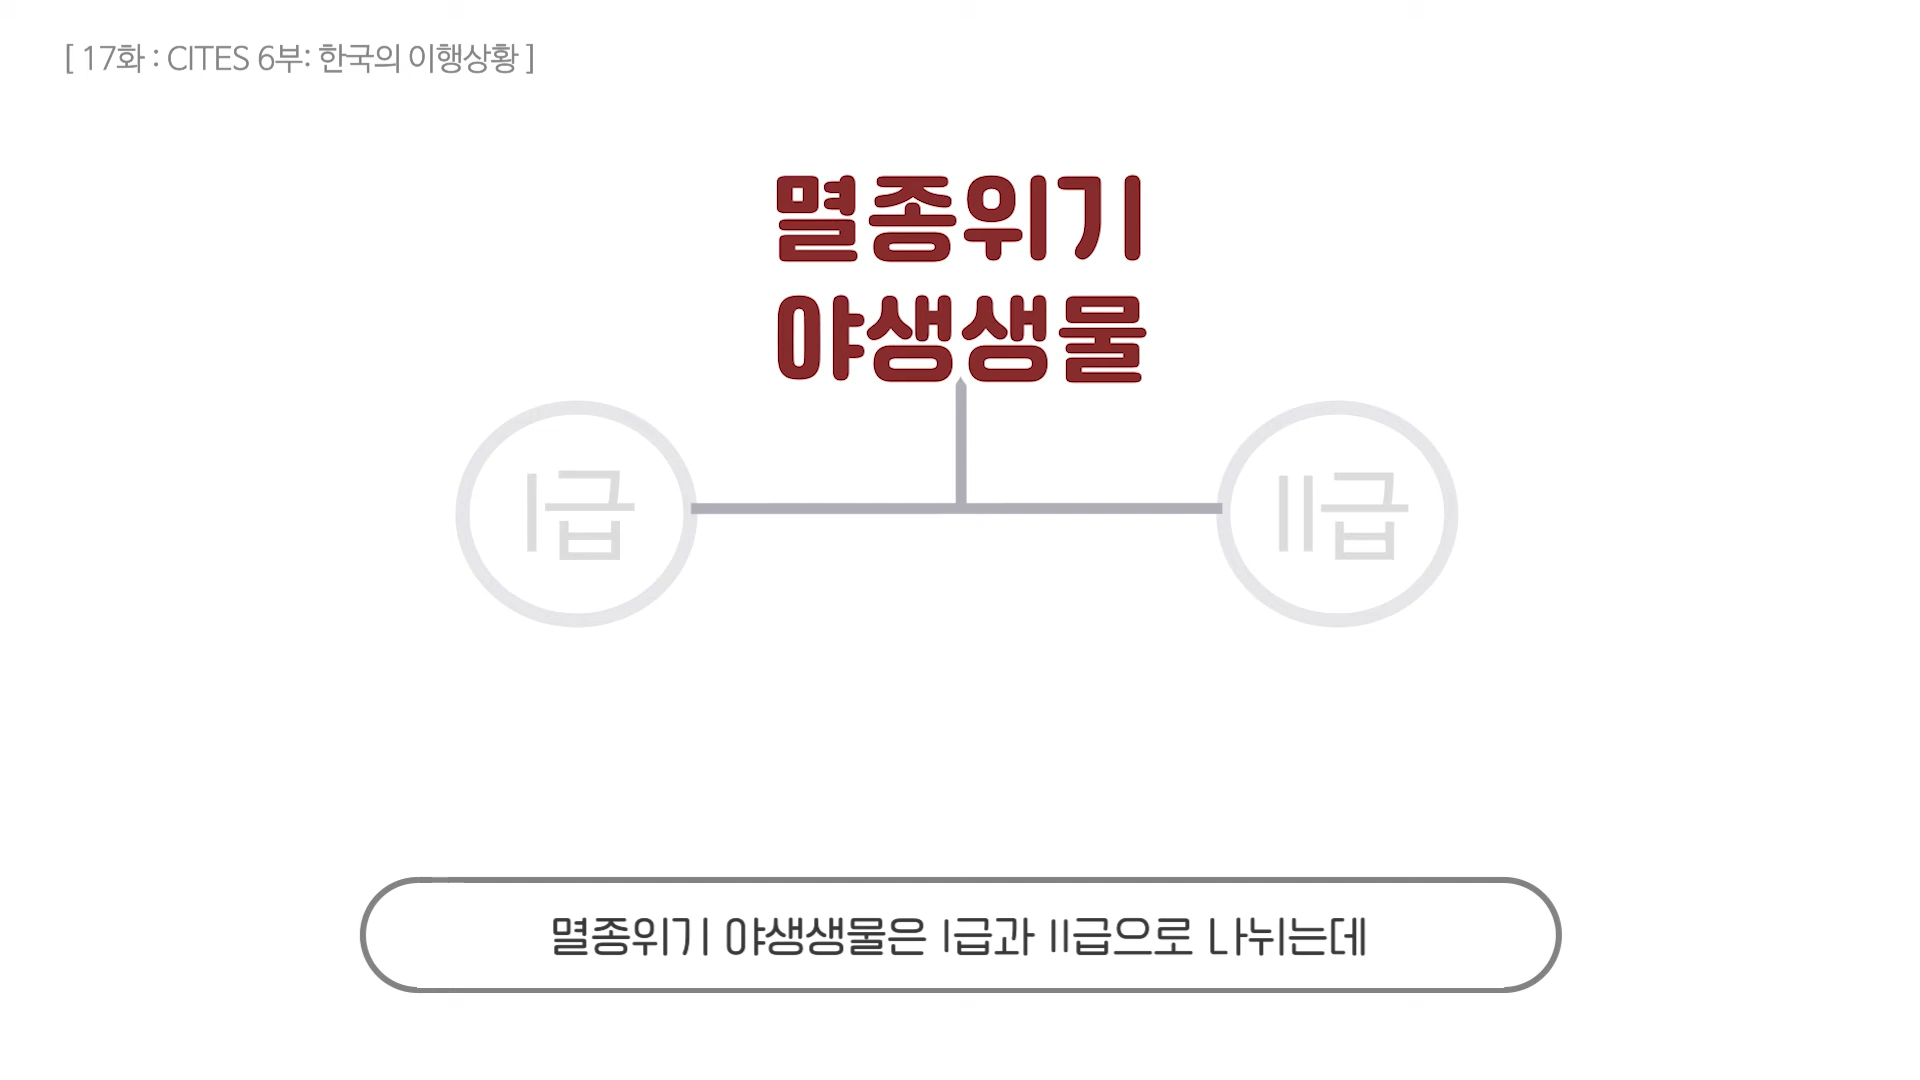 [ 17화 : CITES 6부: 한국의 이행상황 ]
멸종위기
야생생물
I급
II급
멸종위기 야생생물은 I급과 II급으로 나뉘는데